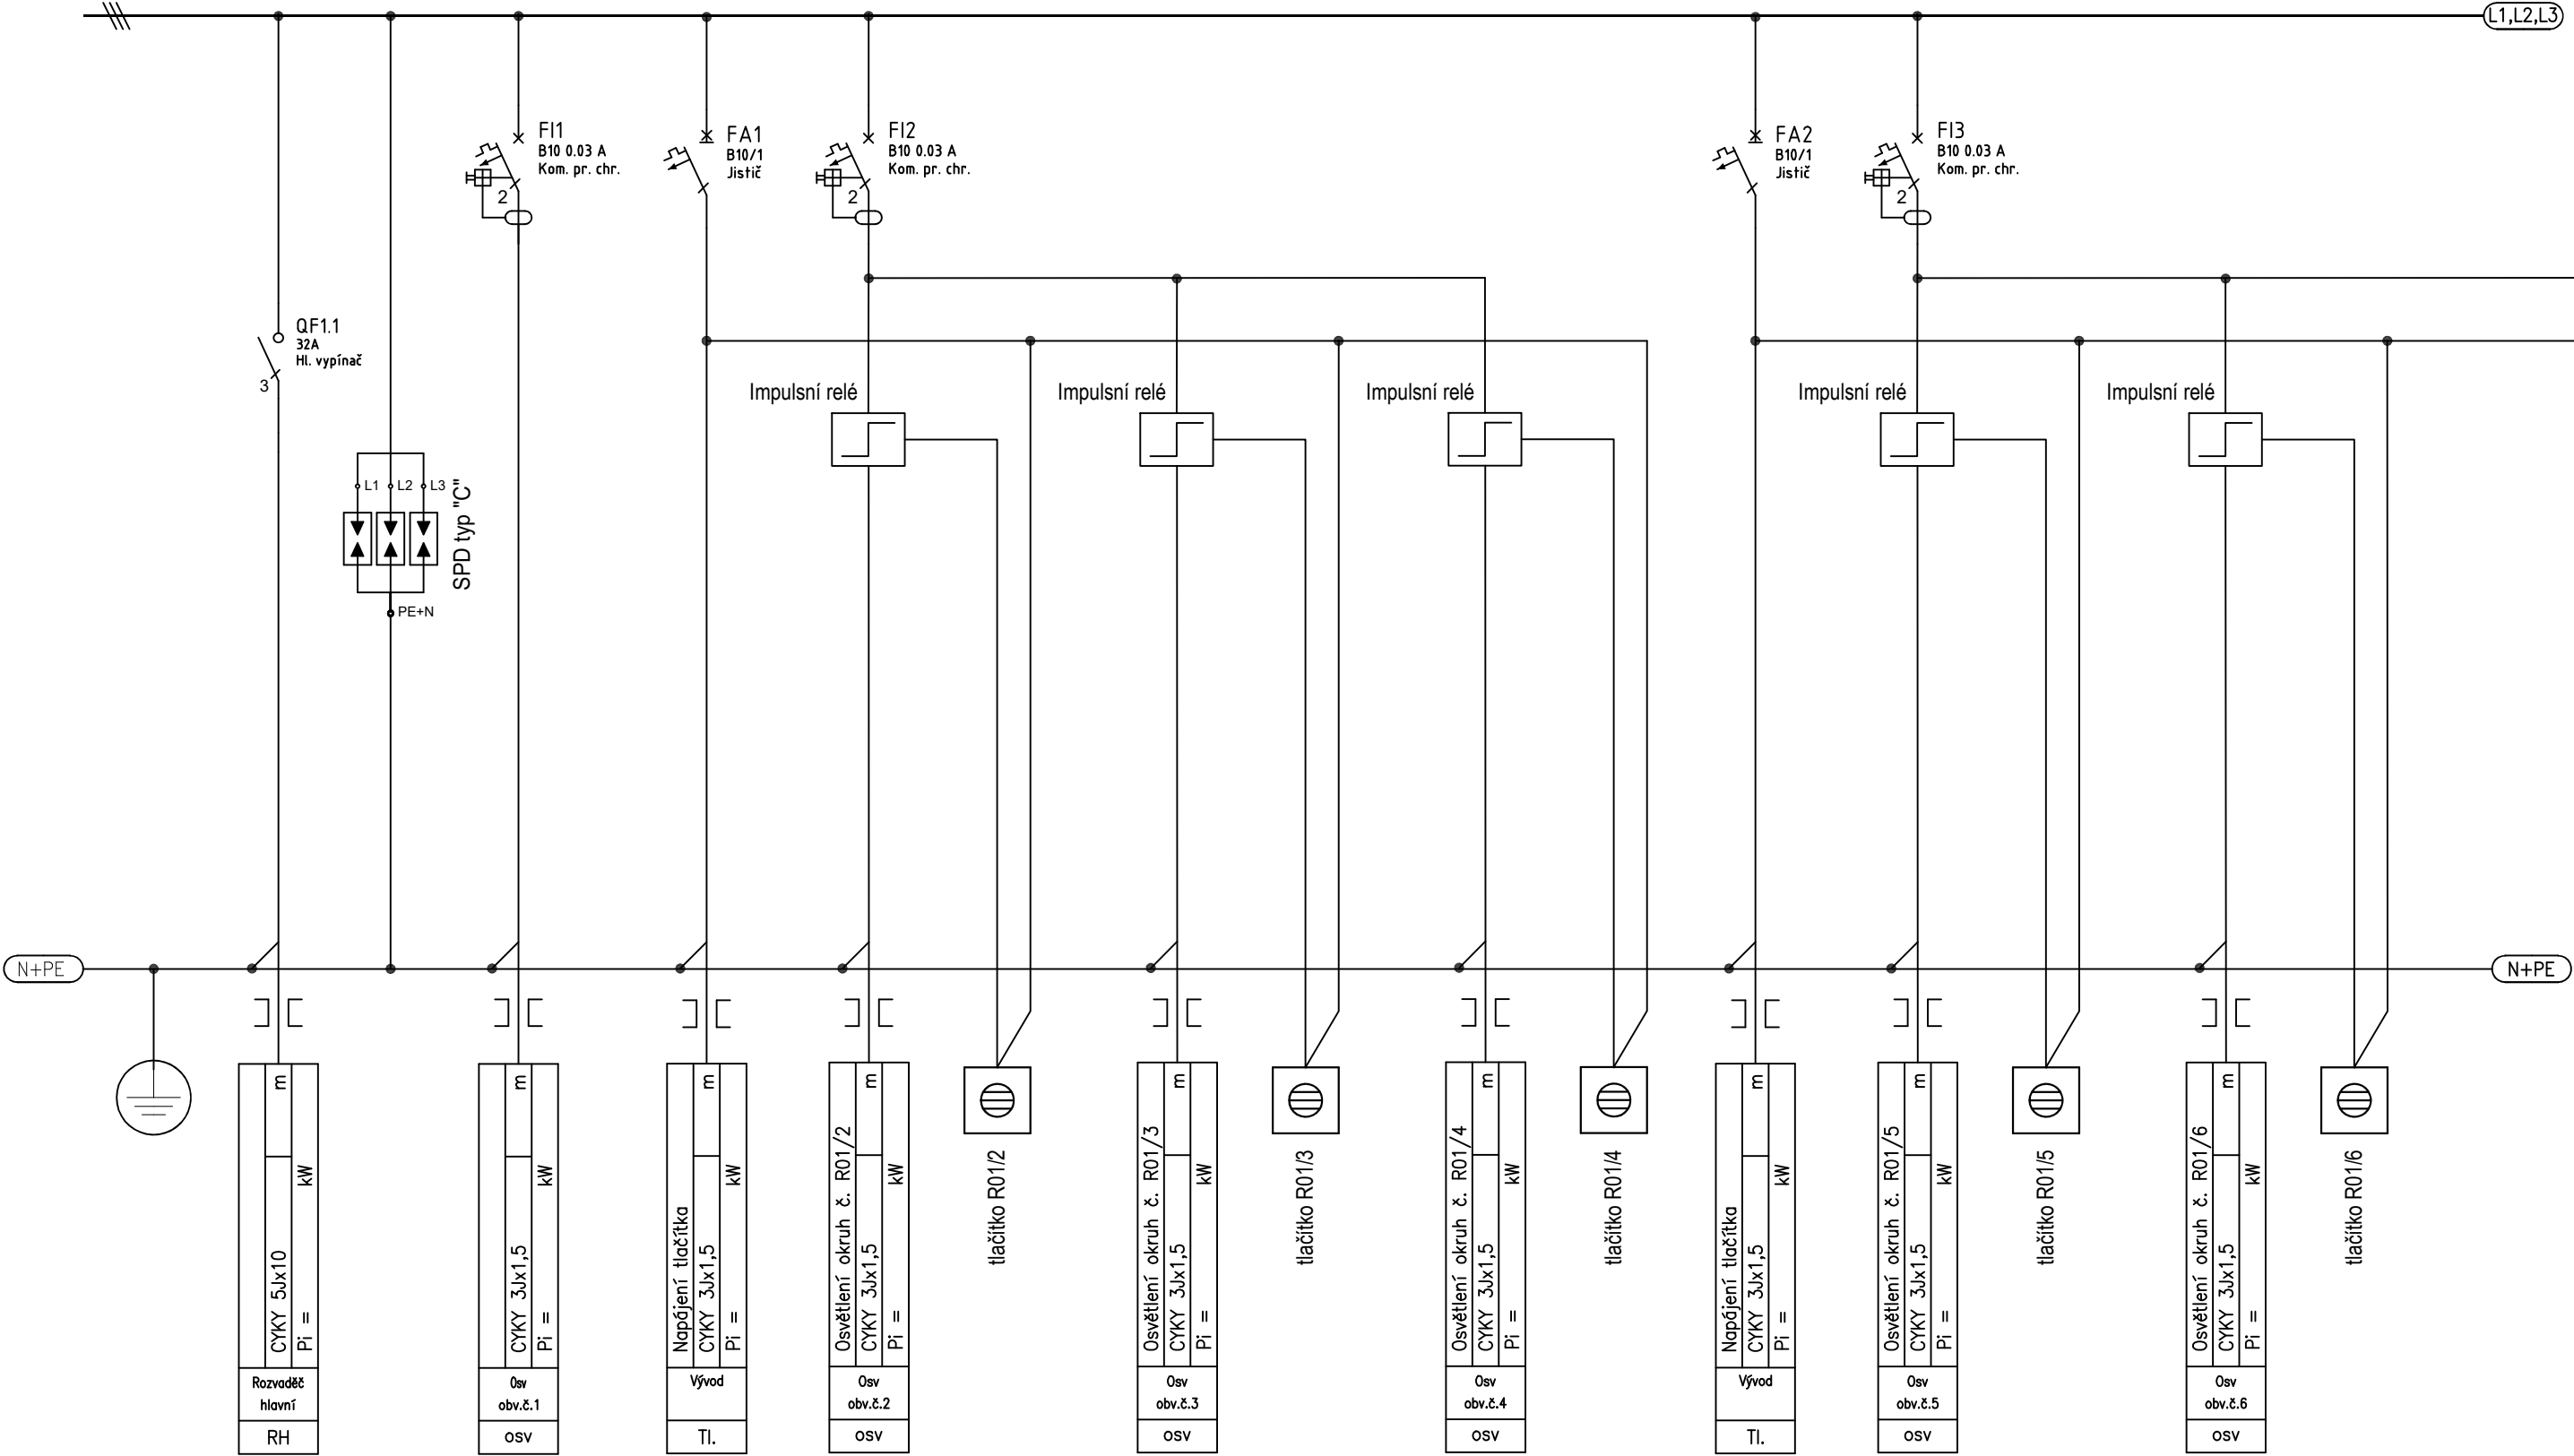 L1,L2,L3
FI1
B10 0.03 A
Kom. pr. chr.
2
FA1
B10/1
Jistič
FI2
B10 0.03 A
Kom. pr. chr.
2
FA2
B10/1
Jistič
FI3
B10 0.03 A
Kom. pr. chr.
2
QF1.1
32A
Hl. vypínač
3
Impulsní relé
Impulsní relé
Impulsní relé
Impulsní relé
Impulsní relé
L1
L2
L3
SPD typ "C"
PE+N
N+PE
N+PE
CYKY 5Jx10
m
Pi =
kW
Rozvaděč
hlavní
RH
CYKY 3Jx1,5
m
Pi =
kW
Osv
obv.č.1
OSV
Napájení tlačítka
CYKY 3Jx1,5
m
Pi =
kW
Vývod
Tl.
Osvětlení okruh č. R01/2
CYKY 3Jx1,5
m
Pi =
kW
Osv
obv.č.2
OSV
tlačítko R01/2
Osvětlení okruh č. R01/3
CYKY 3Jx1,5
m
Pi =
kW
Osv
obv.č.3
OSV
tlačítko R01/3
Osvětlení okruh č. R01/4
CYKY 3Jx1,5
m
Pi =
kW
Osv
obv.č.4
OSV
tlačítko R01/4
Napájení tlačítka
CYKY 3Jx1,5
m
Pi =
kW
Vývod
Tl.
Osvětlení okruh č. R01/5
CYKY 3Jx1,5
m
Pi =
kW
Osv
obv.č.5
OSV
tlačítko R01/5
Osvětlení okruh č. R01/6
CYKY 3Jx1,5
m
Pi =
kW
Osv
obv.č.6
OSV
tlačítko R01/6